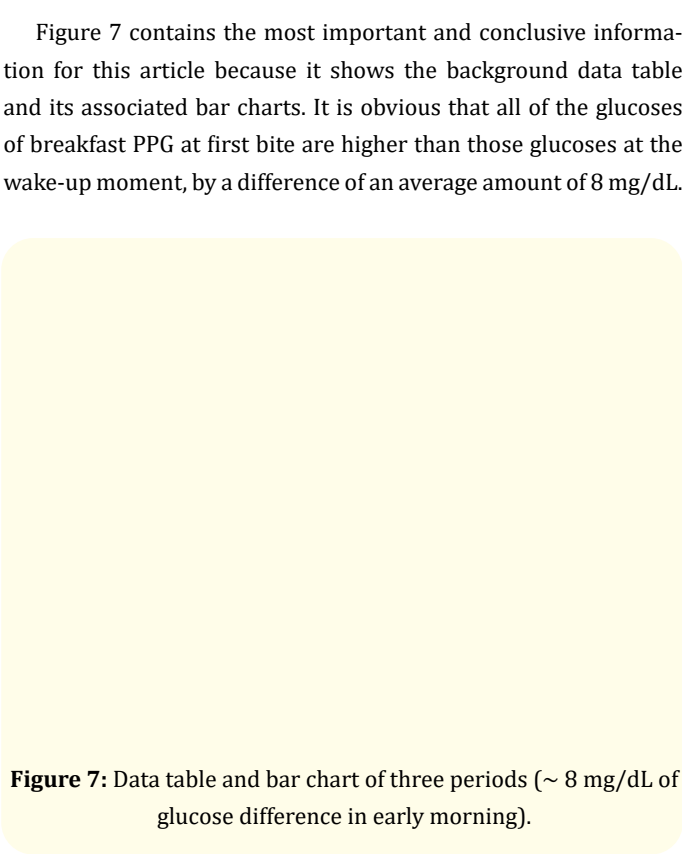 Figure 7 contains the most important and conclusive informa-
tion for this article because it shows the background data table
and its associated bar charts. It is obvious that all of the glucoses
of breakfast PPG at first bite are higher than those glucoses at the
wake-up moment, by a difference of an average amount of 8 mg/dL.
Figure 7: Data table and bar chart of three periods (~ 8 mg/dL of
glucose difference in early morning).